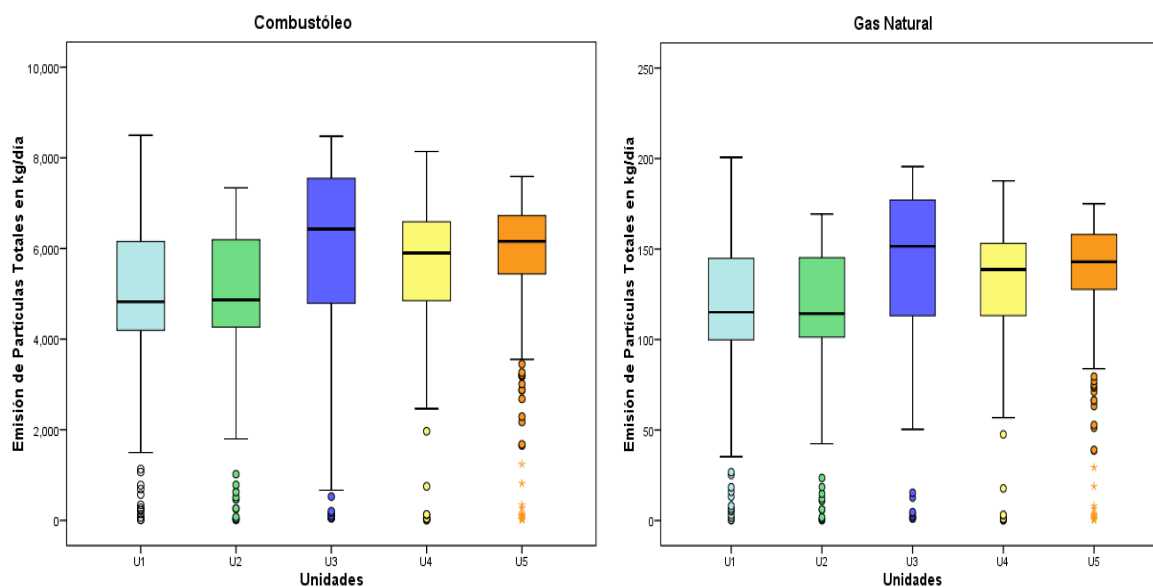 Combustóleo
Emisión de Partículas Totales en kg/día
10,000
8,000
6,000
4,000
2,000
0
U1 U2 U3 U4 U5
Unidades
Gas Natural
Emisión de Partículas Totales en kg/día
250
200
150
100
50
0
U1 U2 U3 U4 U5
Unidades